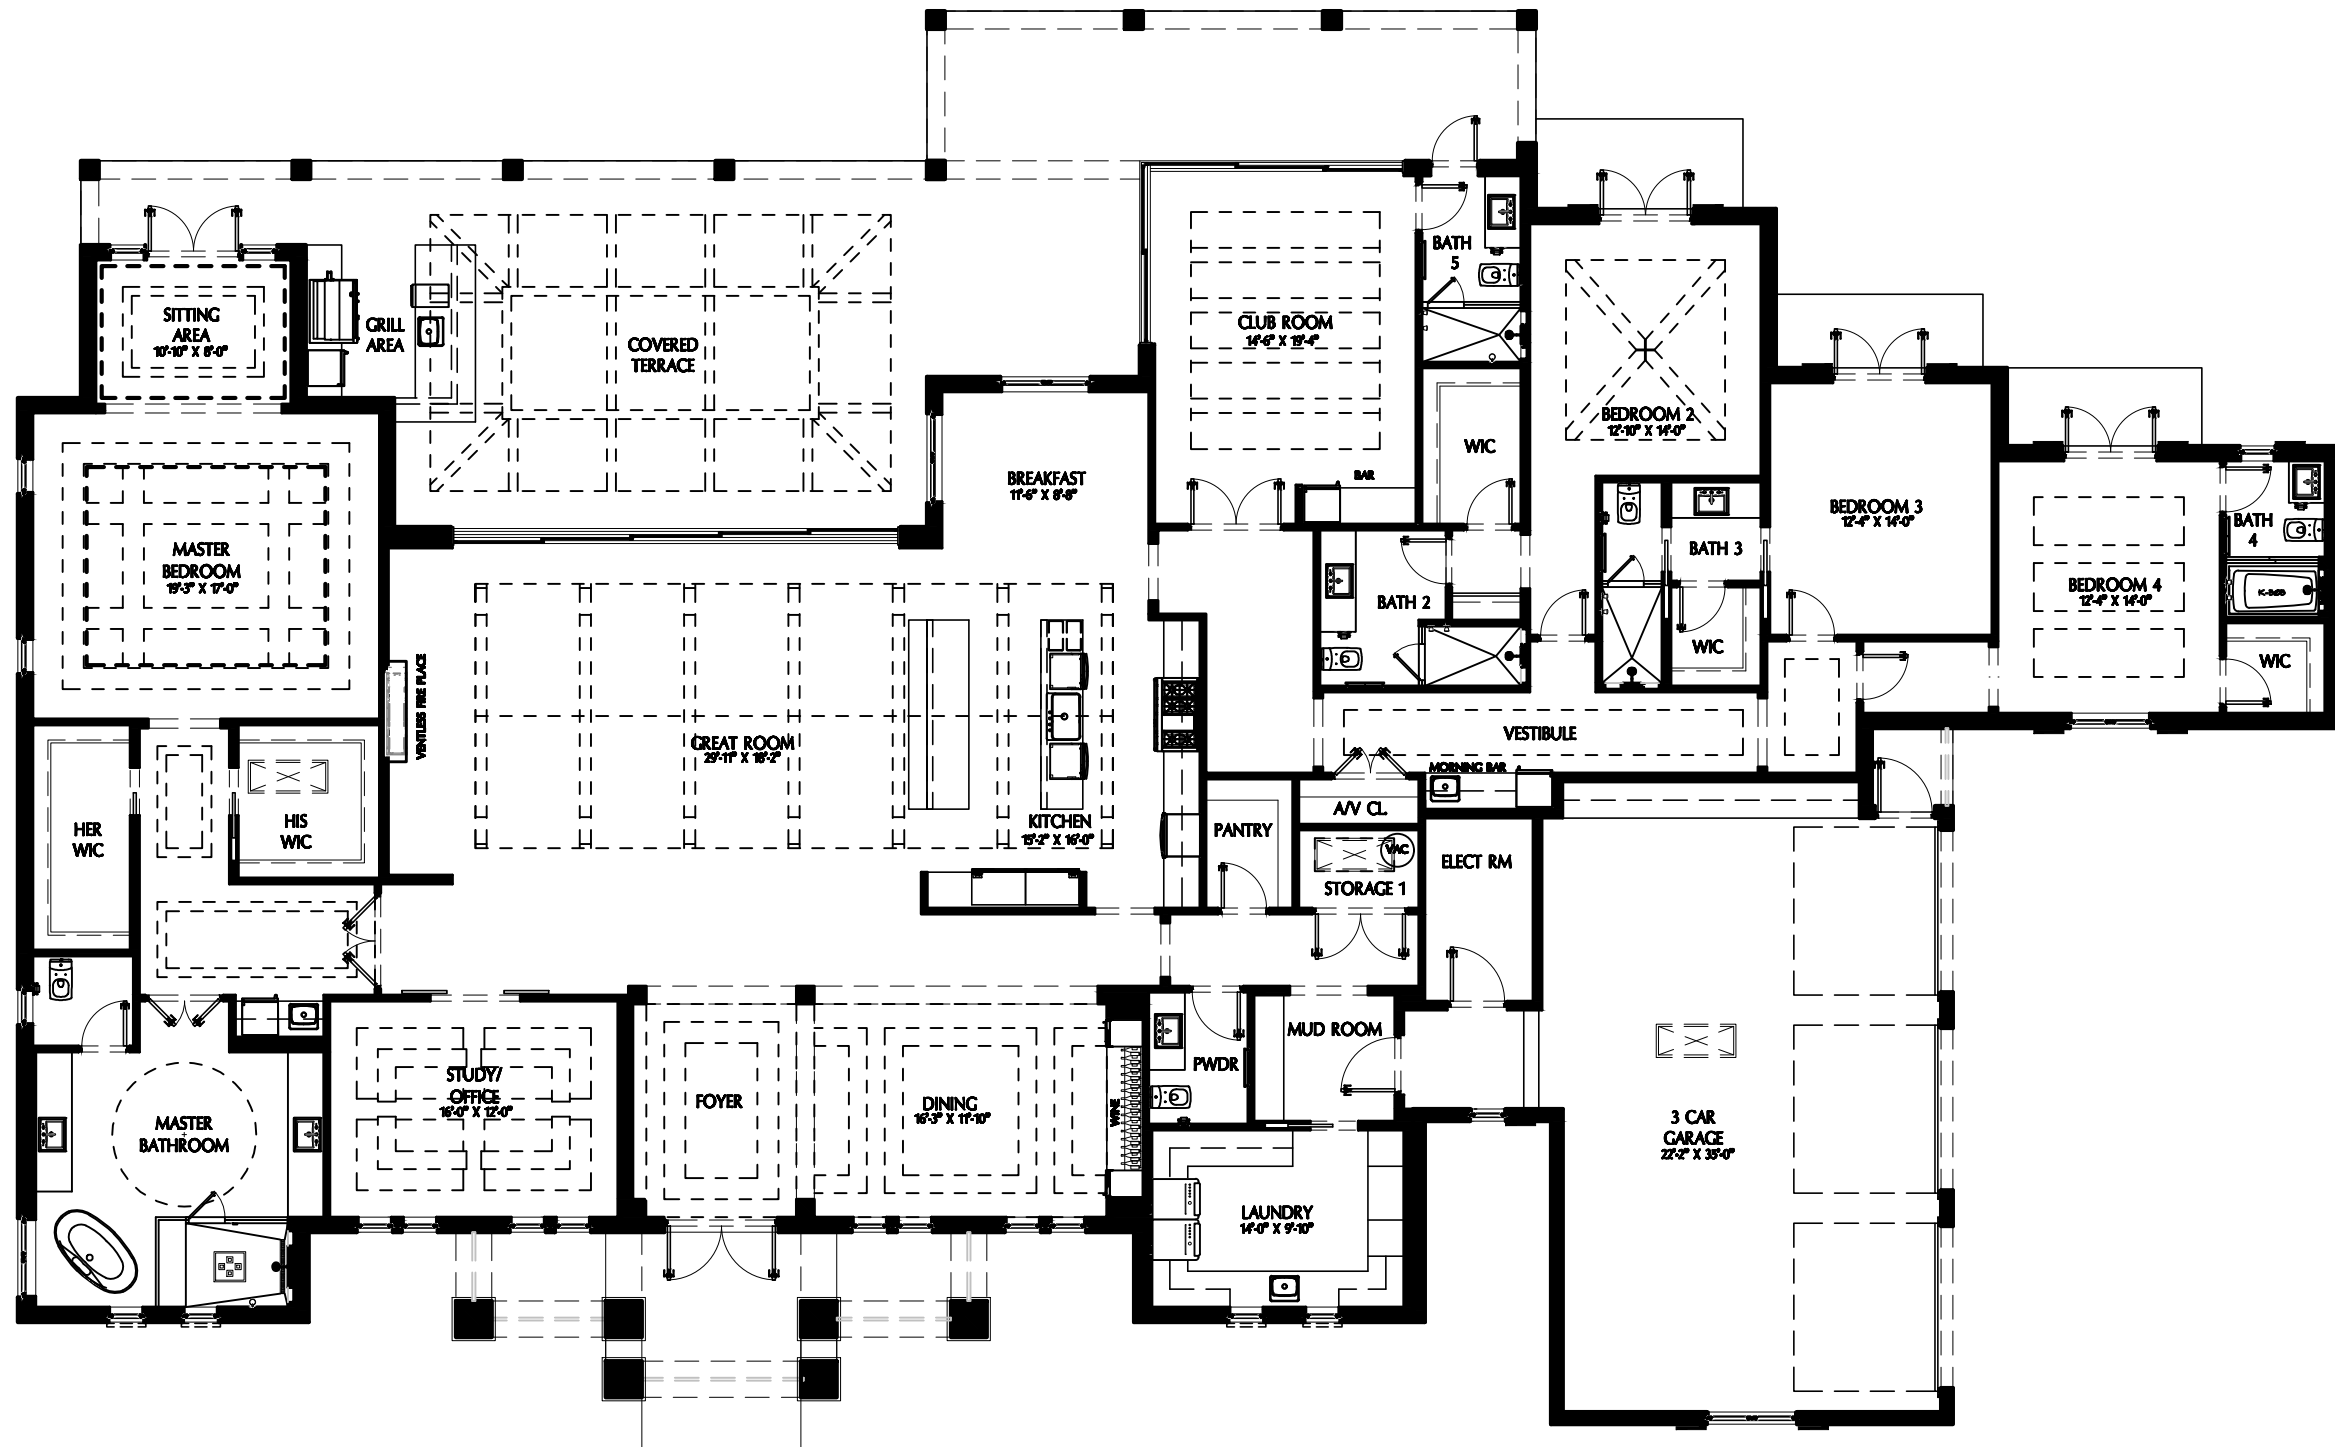 SITTING
AREA
10'-10" X 8'-0"
GRILL
AREA
COVERED
TERRACE
CLUB ROOM
14'-6" X 19'-4"
BATH
5
BEDROOM 2
12'-10" X 14'-0"
WIC
BAR
BREAKFAST
11'-6" X 8'-8"
BEDROOM 3
12'-4" X 14'-0"
BATH
4
MASTER
BEDROOM
19'-3" X 17'-0"
BATH 3
BEDROOM 4
12'-4" X 14'-0"
K-865
BATH 2
WIC
WIC
VENTLESS FIRE PLACE
GREAT ROOM
29'-11" X 18'-2"
VESTIBULE
MORNING BAR
HER
WIC
HIS
WIC
KITCHEN
15'-2" X 16'-0"
PANTRY
A/V CL.
VAC
STORAGE 1
ELECT RM
MUD ROOM
PWDR
STUDY/
OFFICE
16'-0" X 12'-0"
FOYER
DINING
16'-3" X 11'-10"
WINE
MASTER
BATHROOM
3 CAR
GARAGE
22'-2" X 35'-0"
LAUNDRY
14'-0" X 9'-10"